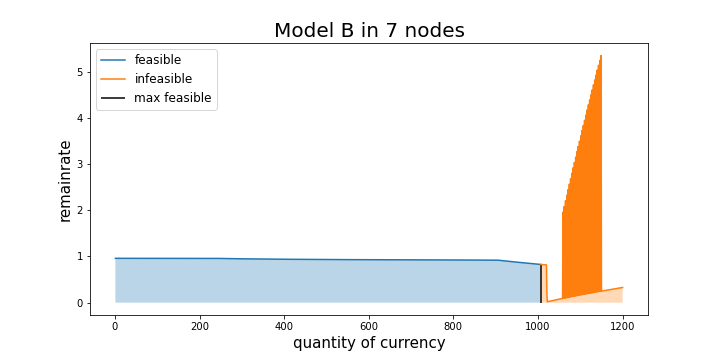 Model B in 7 nodes
feasible
infeasible
max feasible
remainrate
5
4
3
2
1
0
0 200 400 600 800 1000 1200
quantity of currency